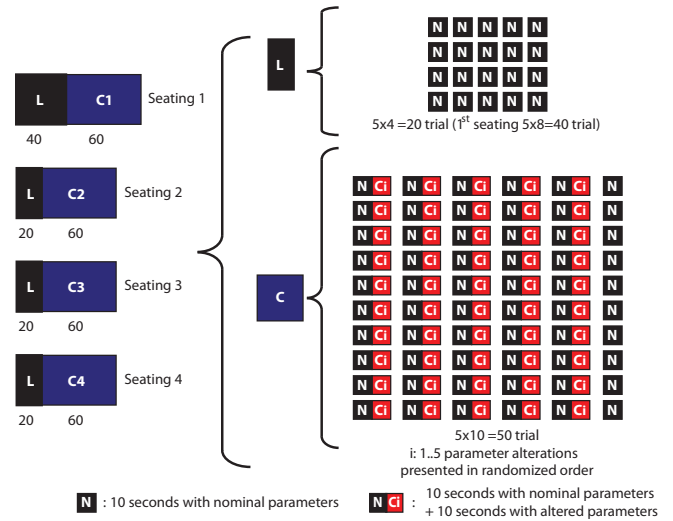 L C1 Seating 1
40 60
L C2 Seating 2
20 60
L C3 Seating 3
20 60
L C4 Seating 4
20 60
L
N N N N N
N N N N N
N N N N N
N N N N N
5x4 =20 trial (1st seating 5x8=40 trial)
C
N Ci N Ci N Ci N Ci N Ci N
N Ci N Ci N Ci N Ci N Ci N
N Ci N Ci N Ci N Ci N Ci N
N Ci N Ci N Ci N Ci N Ci N
N Ci N Ci N Ci N Ci N Ci N
N Ci N Ci N Ci N Ci N Ci N
N Ci N Ci N Ci N Ci N Ci N
N Ci N Ci N Ci N Ci N Ci N
N Ci N Ci N Ci N Ci N Ci N
N Ci N Ci N Ci N Ci N Ci N
5x10 =50 trial
i: 1..5 parameter alterations
presented in randomized order
N : 10 seconds with nominal parameters
N Ci : 10 seconds with nominal parameters
+ 10 seconds with altered parameters